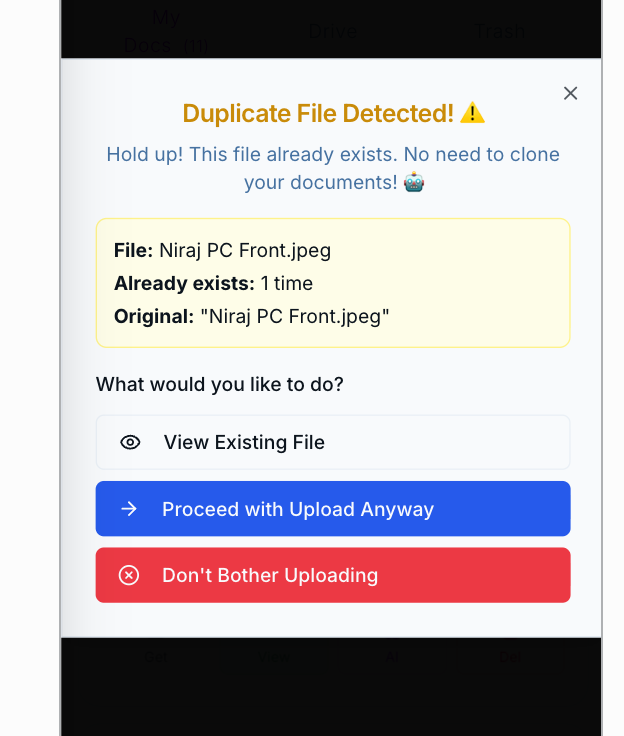 My
Docs (11)
Drive
Trash
Duplicate File Detected! ⚠️
Hold up! This file already exists. No need to clone
your documents! 🤖
File: Niraj PC Front.jpeg
Already exists: 1 time
Original: "Niraj PC Front.jpeg"
What would you like to do?
View Existing File
Proceed with Upload Anyway
Don't Bother Uploading